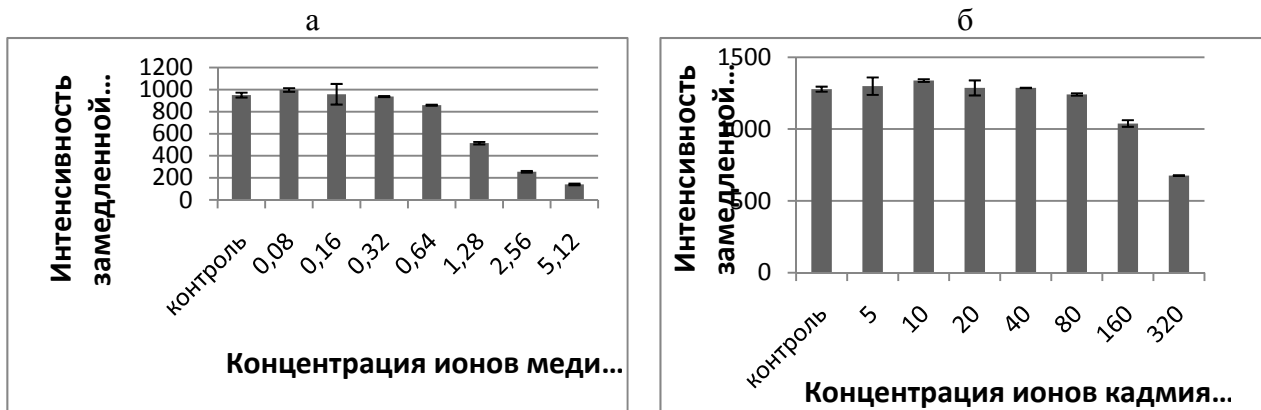 а
Интенсивность
замедленной...
1200
1000
800
600
400
200
0
контроль
0,08
0,16
0,32
0,64
1,28
2,56
5,12
Концентрация ионов меди...
б
Интенсивность
замедленной...
1500
1000
500
0
контроль
5
10
20
40
80
160
320
Концентрация ионов кадмия...